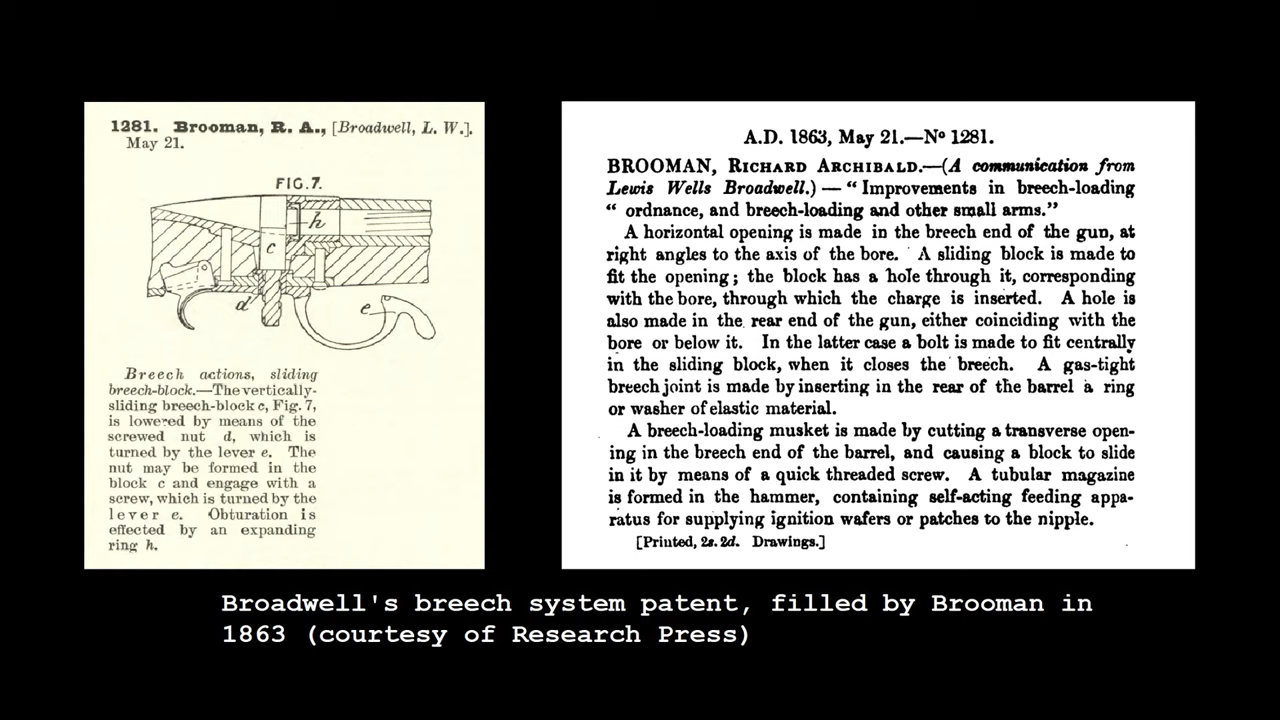 1281. Brooman, R. A., [Broadwell, L. W.].
May 21.
FIG.7.
h
c
d
e
Breech actions, sliding
breech-block.—The vertically-
sliding breech-block c, Fig. 7,
is lowered by means of the
screwed nut d, which is
turned by the lever e. The
nut may be formed in the
block c and engage with a
screw, which is turned by the
lever e. Obturation is
effected by an expanding
ring h.
A.D. 1863, May 21.—No 1281.
BROOMAN, RICHARD ARCHIBALD.—(A communication from
Lewis Wells Broadwell.) — “ Improvements in breech-loading
“ ordnance, and breech-loading and other small arms.”
A horizontal opening is made in the breech end of the gun, at
right angles to the axis of the bore. A sliding block is made to
fit the opening; the block has a hole through it, corresponding
with the bore, through which the charge is inserted. A hole is
also made in the rear end of the gun, either coinciding with the
bore or below it. In the latter case a bolt is made to fit centrally
in the sliding block, when it closes the breech. A gas-tight
breech joint is made by inserting in the rear of the barrel a ring
or washer of elastic material.
A breech-loading musket is made by cutting a transverse open-
ing in the breech end of the barrel, and causing a block to slide
in it by means of a quick threaded screw. A tubular magazine
is formed in the hammer, containing self-acting feeding appa-
ratus for supplying ignition wafers or patches to the nipple.
[Printed, 2s. 2d. Drawings.]
Broadwell's breech system patent, filled by Brooman in
1863 (courtesy of Research Press)